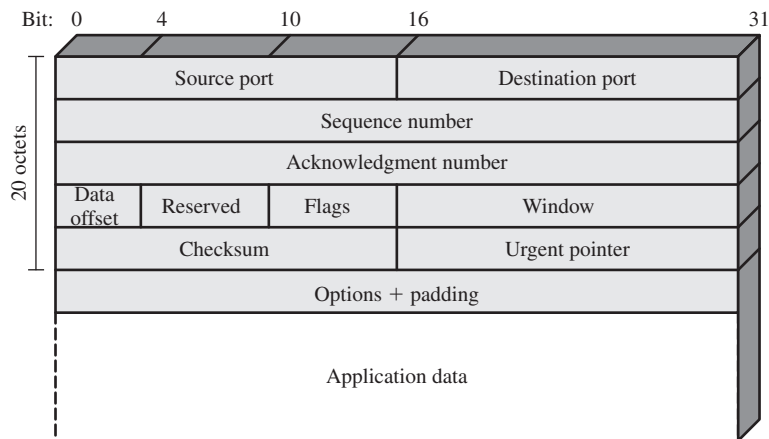 Bit: 0 4 10 16 31
Source port Destination port
Sequence number
Acknowledgment number
Data offset Reserved Flags Window
Checksum Urgent pointer
Options + padding
Application data
20 octets